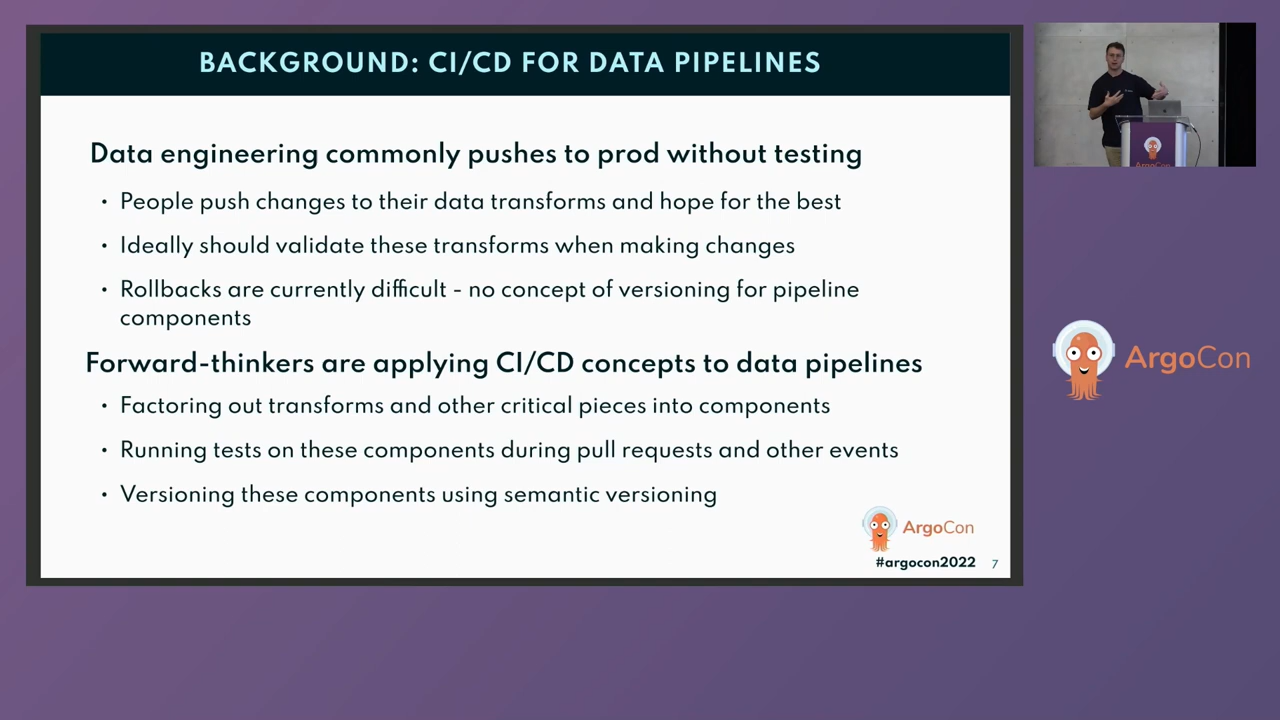 BACKGROUND: CI/CD FOR DATA PIPELINES
Data engineering commonly pushes to prod without testing
• People push changes to their data transforms and hope for the best
• Ideally should validate these transforms when making changes
• Rollbacks are currently difficult - no concept of versioning for pipeline
components
Forward-thinkers are applying CI/CD concepts to data pipelines
• Factoring out transforms and other critical pieces into components
• Running tests on these components during pull requests and other events
• Versioning these components using semantic versioning
ArgoCon
#argocon2022 7
ArgoCon
ArgoCon